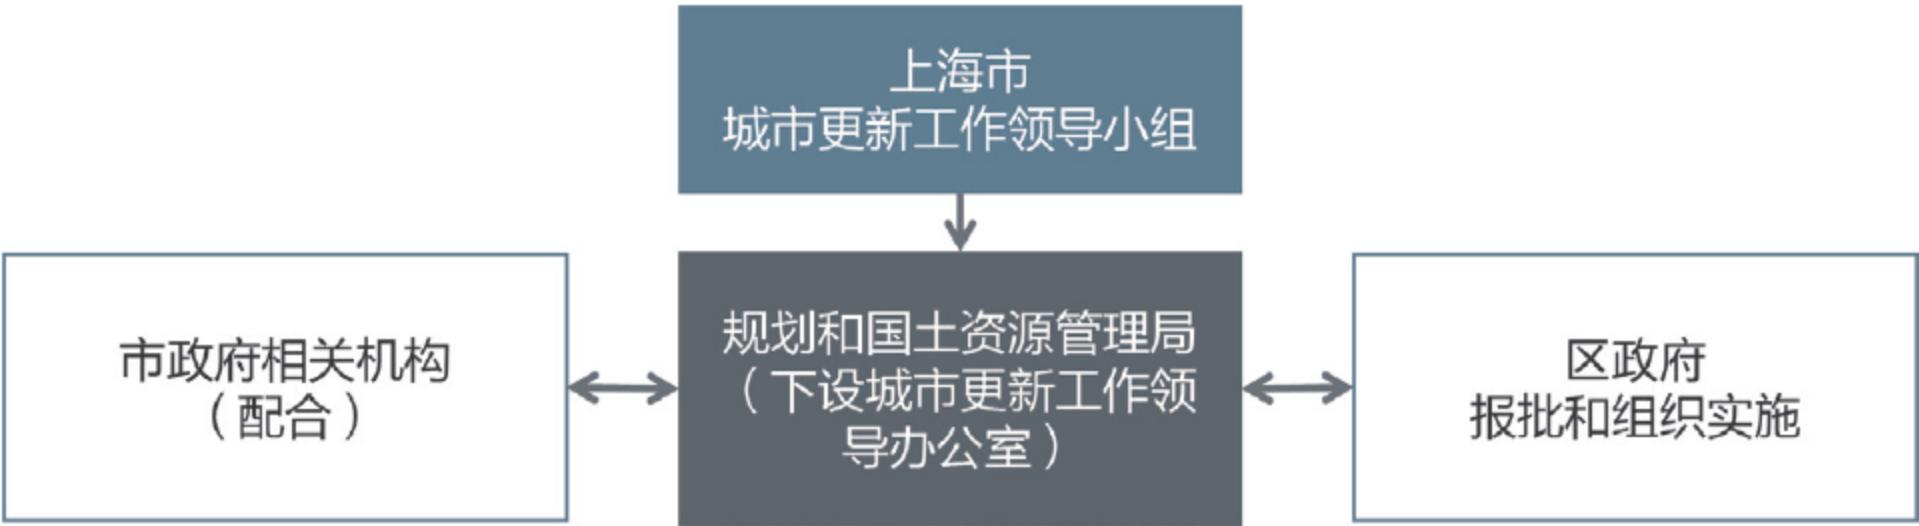 上海市
城市更新工作领导小组
市政府相关机构
（配合）
规划和国土资源管理局
（下设城市更新工作领
导办公室）
区政府
报批和组织实施